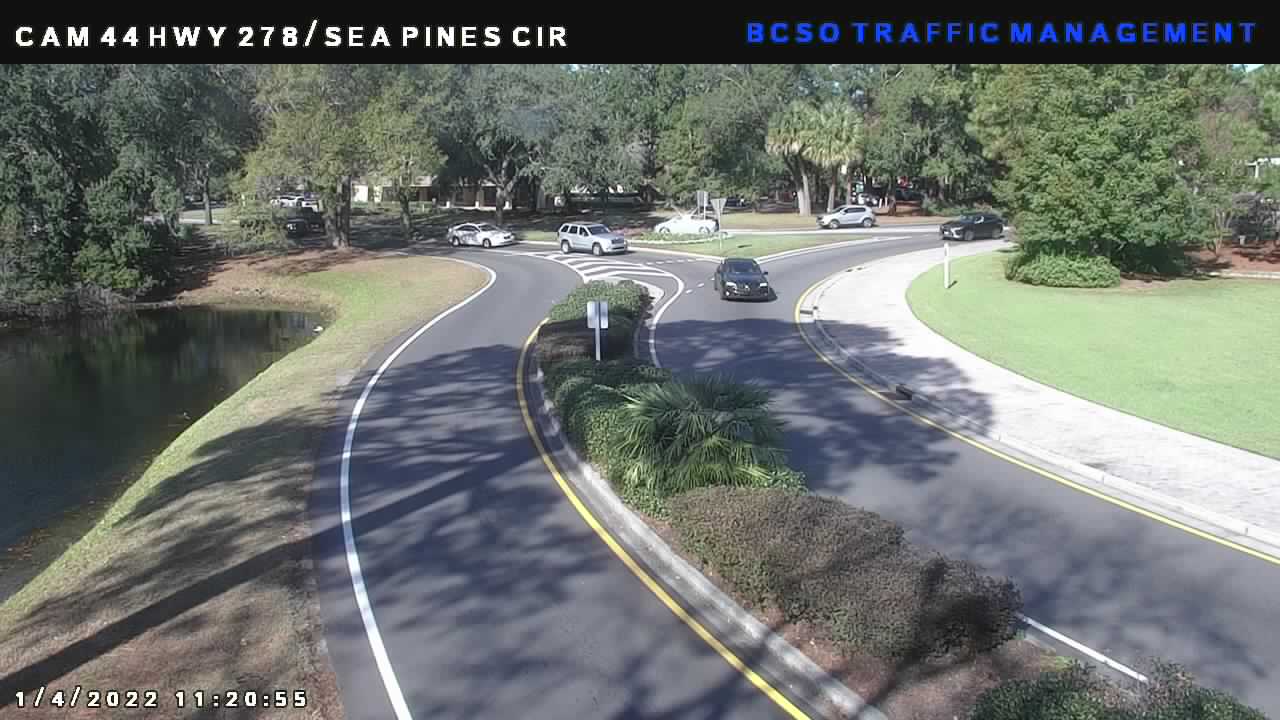 CAM 44 HWY 278/SEA PINES CIR
BCSO TRAFFIC MANAGEMENT
1/4/2022 11:20:55